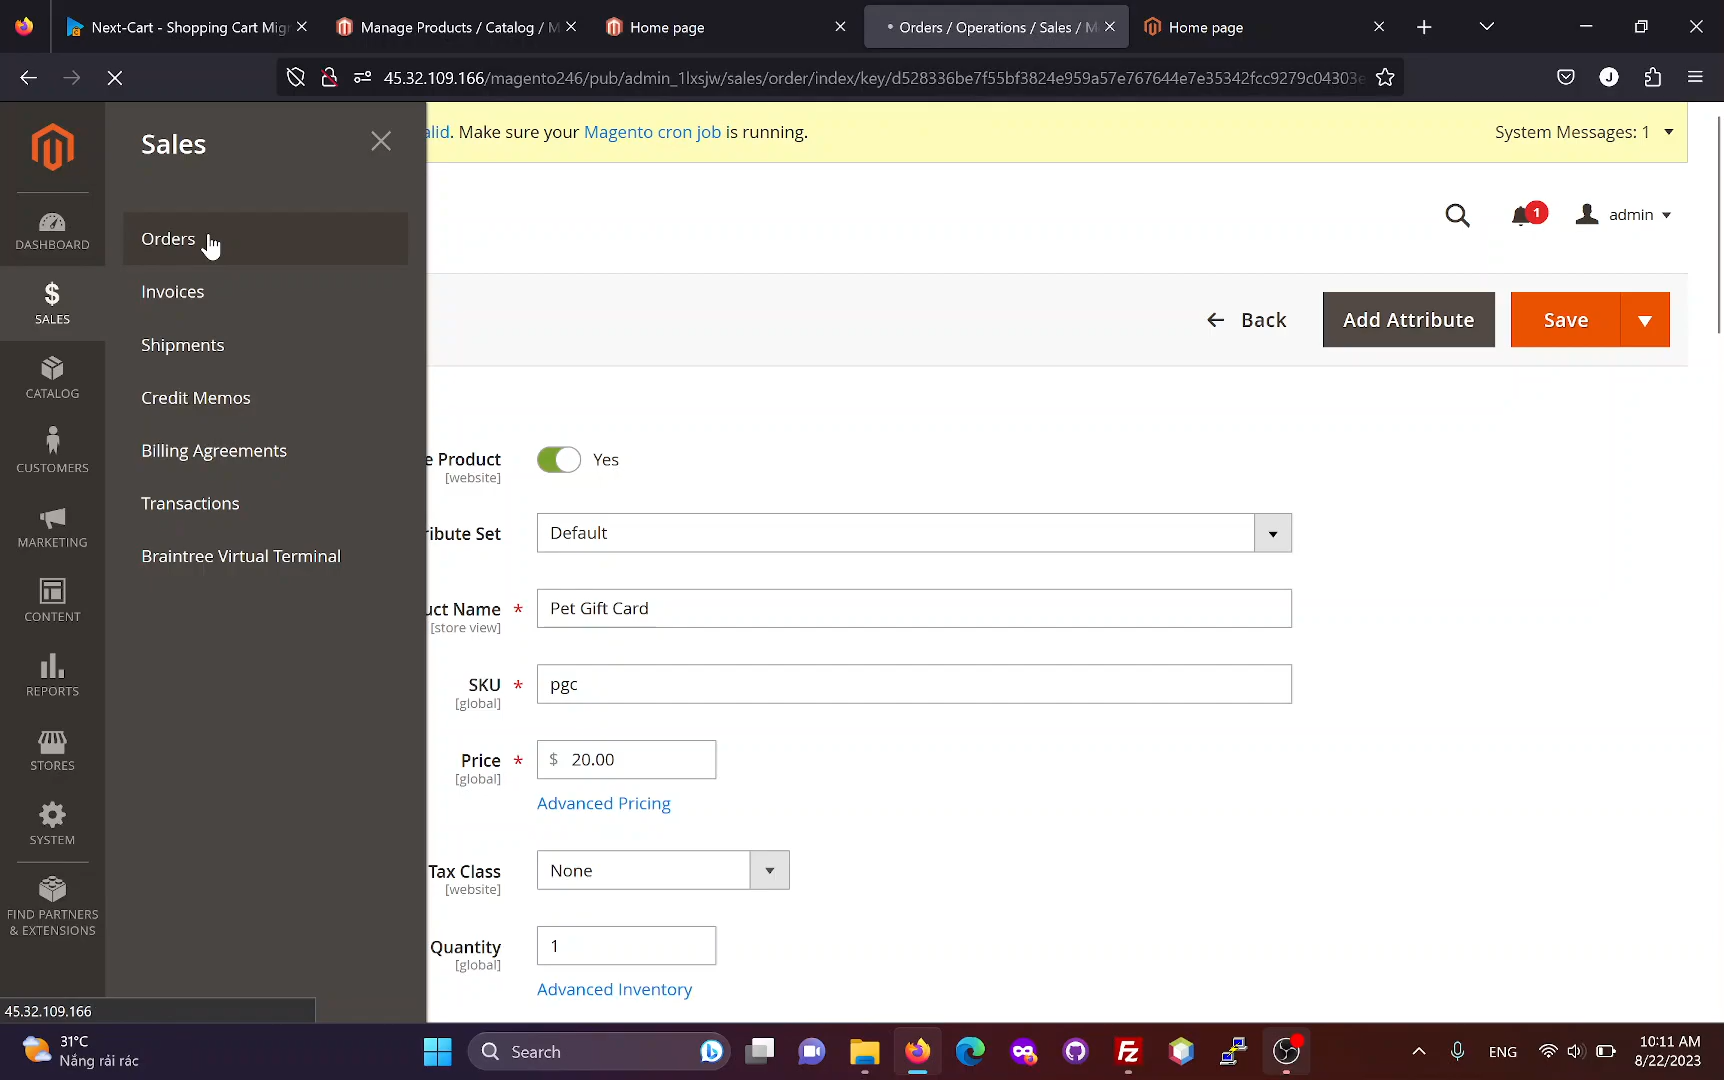 Next-Cart - Shopping Cart Migr
Manage Products / Catalog / M
Home page
Orders / Operations / Sales / M
Home page
45.32.109.166/magento246/pub/admin_1lxsjw/sales/order/index/key/d528336be7f55bf3824e959a57e767644e7e35342fcc9279c04303e
Sales
alid. Make sure your Magento cron job is running.
System Messages: 1
DASHBOARD
Orders
1
admin
Invoices
SALES
Back
Add Attribute
Save
Shipments
CATALOG
Credit Memos
CUSTOMERS
Billing Agreements
e Product
[website]
Yes
Transactions
MARKETING
ribute Set
Default
Braintree Virtual Terminal
CONTENT
uct Name *
[store view]
Pet Gift Card
REPORTS
SKU *
[global]
pgc
STORES
Price *
[global]
$ 20.00
Advanced Pricing
SYSTEM
Tax Class
[website]
None
FIND PARTNERS
& EXTENSIONS
Quantity
[global]
1
Advanced Inventory
45.32.109.166
31°C
Nắng rải rác
Search
ENG
10:11 AM
8/22/2023